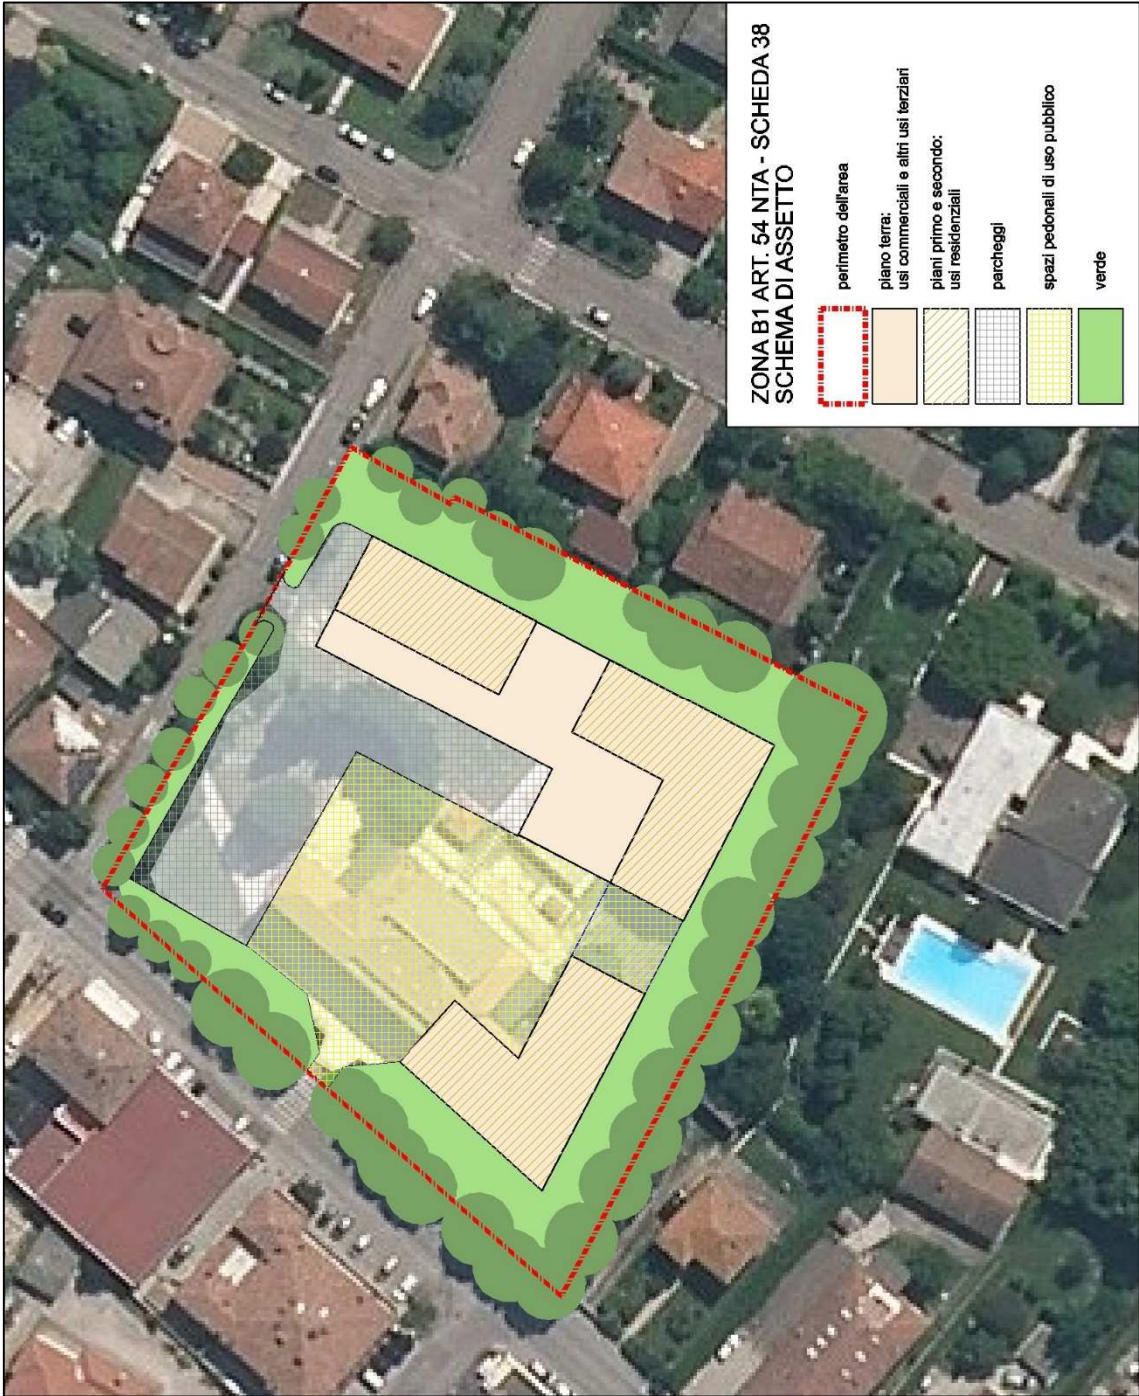 ZONA B1 ART. 54 NTA - SCHEDA 38
SCHEMA DI ASSETTO
perimetro dell'area
piano terra:
usi commerciali e altri usi terziari
piani primo e secondo:
usi residenziali
parcheggi
spazi pedonali di uso pubblico
verde